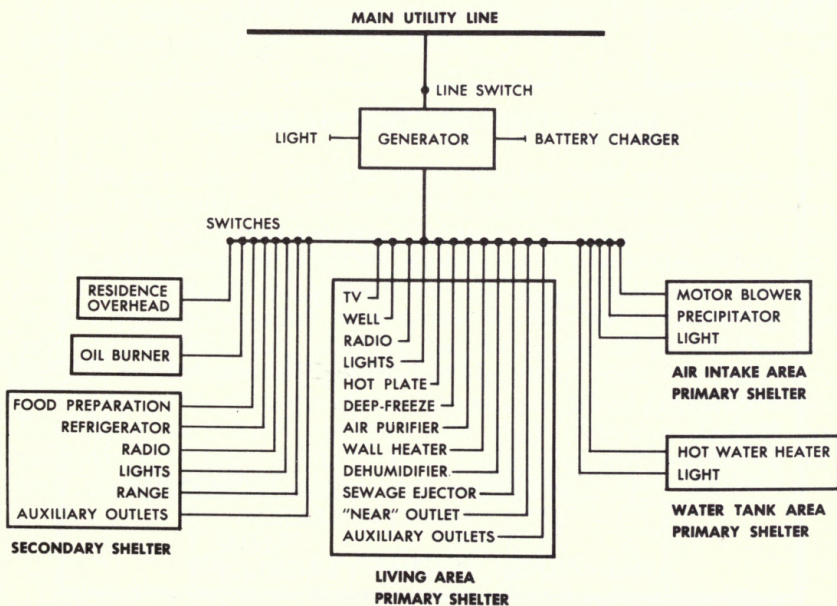 MAIN UTILITY LINE
LINE SWITCH
LIGHT
GENERATOR
BATTERY CHARGER
SWITCHES
RESIDENCE
OVERHEAD
OIL BURNER
FOOD PREPARATION
REFRIGERATOR
RADIO
LIGHTS
RANGE
AUXILIARY OUTLETS
SECONDARY SHELTER
TV
WELL
RADIO
LIGHTS
HOT PLATE
DEEP-FREEZE
AIR PURIFIER
WALL HEATER
DEHUMIDIFIER
SEWAGE EJECTOR
"NEAR" OUTLET
AUXILIARY OUTLETS
LIVING AREA
PRIMARY SHELTER
MOTOR BLOWER
PRECIPITATOR
LIGHT
AIR INTAKE AREA
PRIMARY SHELTER
HOT WATER HEATER
LIGHT
WATER TANK AREA
PRIMARY SHELTER